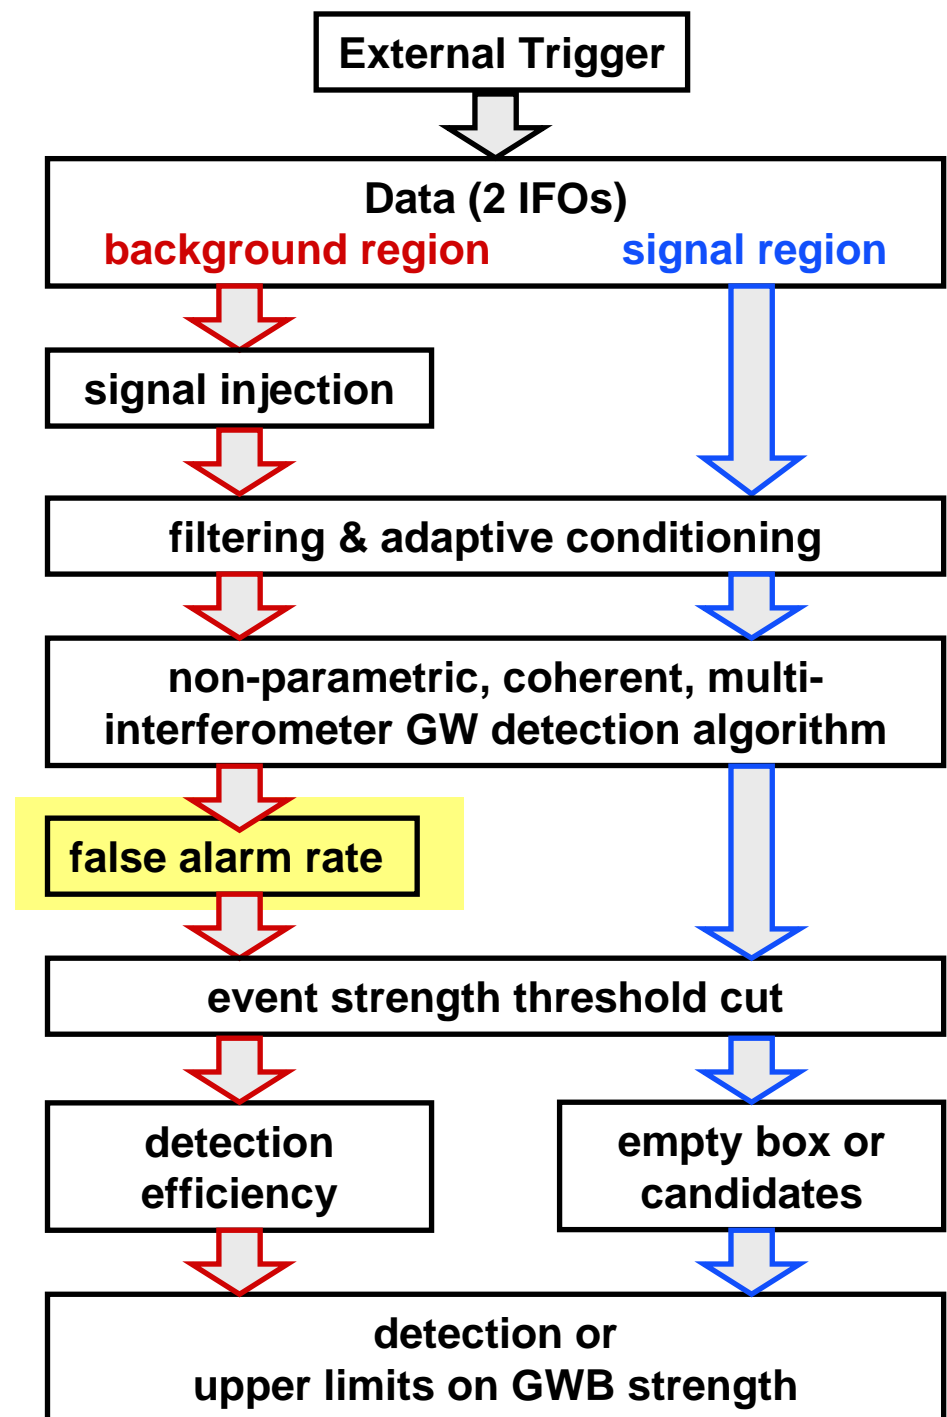 External Trigger
Data (2 IFOs)
background region
signal region
signal injection
filtering & adaptive conditioning
non-parametric, coherent, multi-
interferometer GW detection algorithm
false alarm rate
event strength threshold cut
detection
efficiency
empty box or
candidates
detection or
upper limits on GWB strength